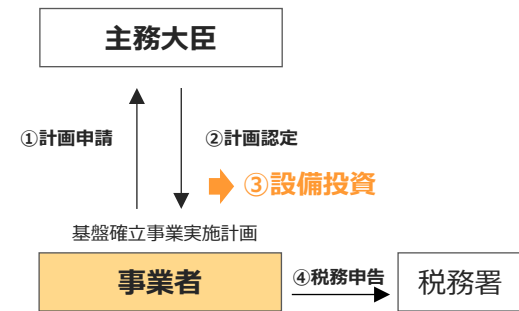 主務大臣
①計画申請
②計画認定
③設備投資
基盤確立事業実施計画
事業者
④税務申告
税務署